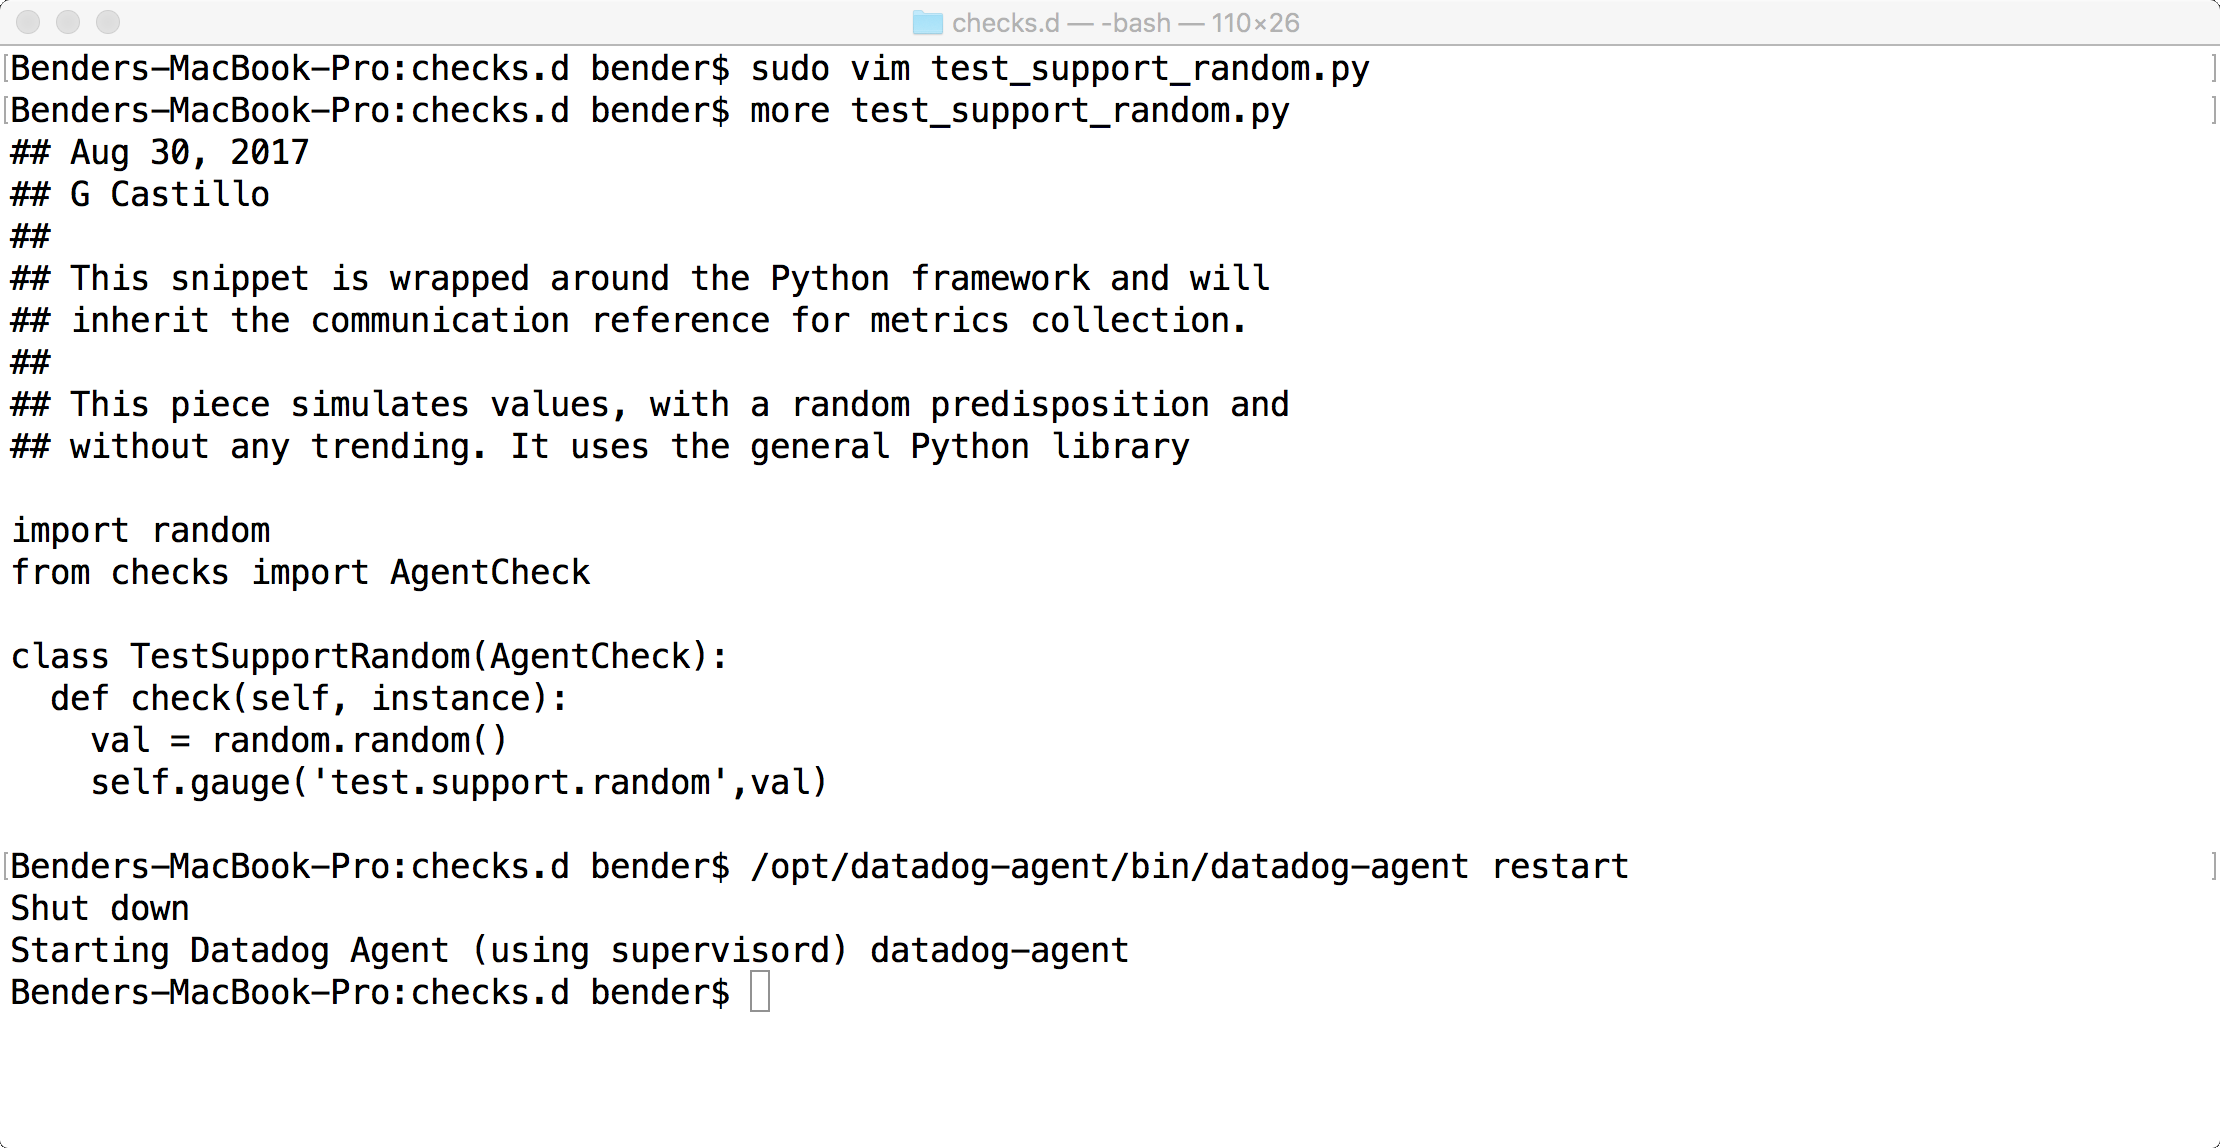 checks.d — -bash — 110×26
[Benders-MacBook-Pro:checks.d bender$ sudo vim test_support_random.py ]
[Benders-MacBook-Pro:checks.d bender$ more test_support_random.py ]
## Aug 30, 2017
## G Castillo
##
## This snippet is wrapped around the Python framework and will
## inherit the communication reference for metrics collection.
##
## This piece simulates values, with a random predisposition and
## without any trending. It uses the general Python library
import random
from checks import AgentCheck
class TestSupportRandom(AgentCheck):
  def check(self, instance):
    val = random.random()
    self.gauge('test.support.random',val)
[Benders-MacBook-Pro:checks.d bender$ /opt/datadog-agent/bin/datadog-agent restart ]
Shut down
Starting Datadog Agent (using supervisord) datadog-agent
Benders-MacBook-Pro:checks.d bender$